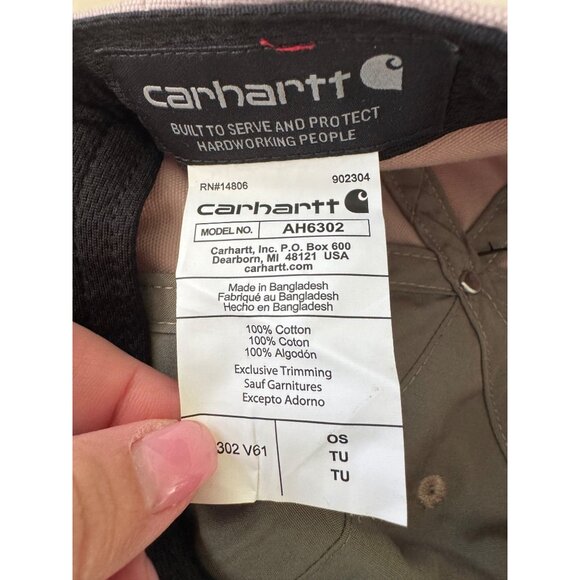 carhartt
BUILT TO SERVE AND PROTECT
HARDWORKING PEOPLE
RN#14806 902304
carhartt
MODEL NO. AH6302
Carhartt, Inc. P.O. Box 600
Dearborn, MI 48121 USA
carhartt.com
Made in Bangladesh
Fabriqué au Bangladesh
Hecho en Bangladesh
100% Cotton
100% Coton
100% Algodón
Exclusive Trimming
Sauf Garnitures
Excepto Adorno
302 V61
OS
TU
TU